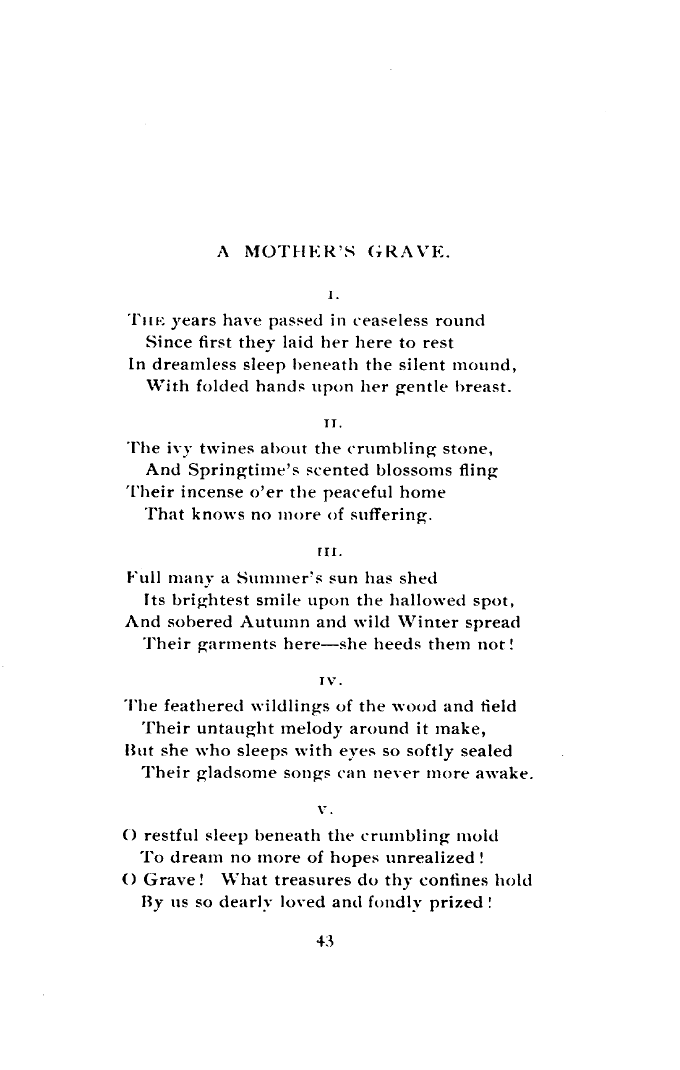 A MOTHER'S GRAVE.
I.
THE years have passed in ceaseless round
Since first they laid her here to rest
In dreamless sleep beneath the silent mound,
With folded hands upon her gentle breast.
II.
The ivy twines about the crumbling stone,
And Springtime's scented blossoms fling
Their incense o'er the peaceful home
That knows no more of suffering.
III.
Full many a Summer's sun has shed
Its brightest smile upon the hallowed spot,
And sobered Autumn and wild Winter spread
Their garments here—she heeds them not!
IV.
The feathered wildlings of the wood and field
Their untaught melody around it make,
But she who sleeps with eyes so softly sealed
Their gladsome songs can never more awake.
V.
O restful sleep beneath the crumbling mold
To dream no more of hopes unrealized!
O Grave! What treasures do thy confines hold
By us so dearly loved and fondly prized!
43